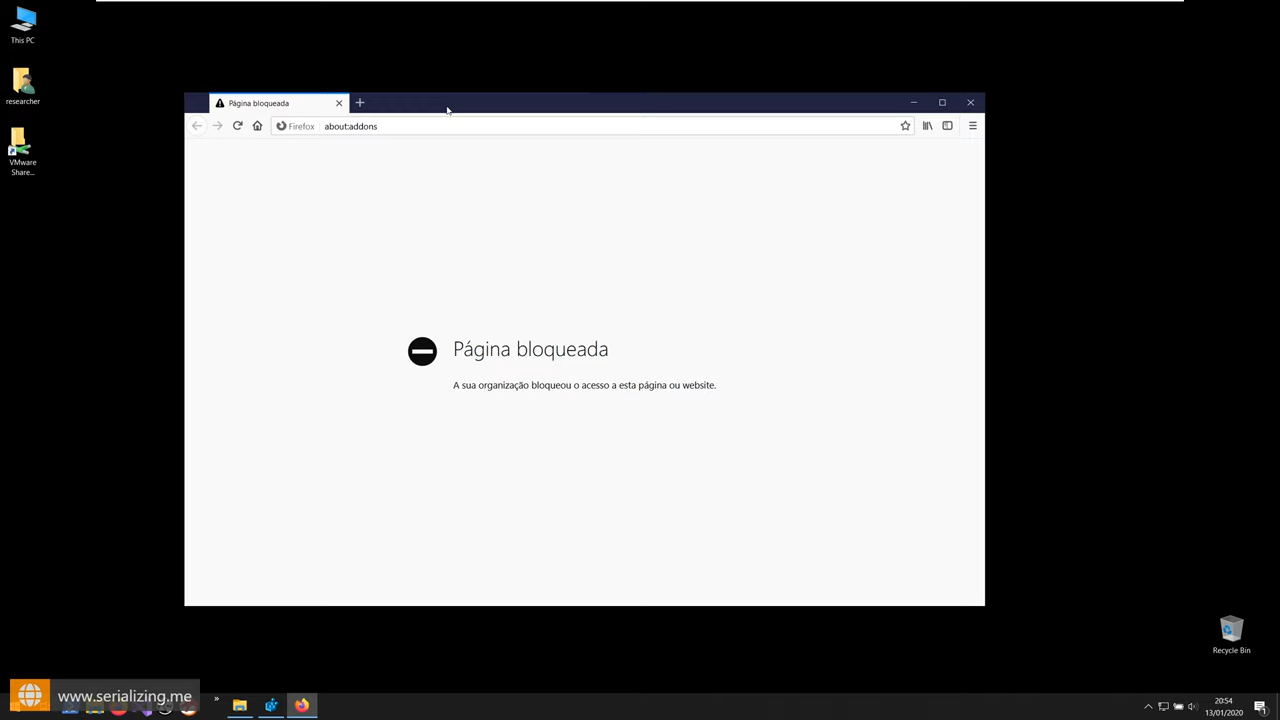 This PC
researcher
VMware
Share...
Página bloqueada
Firefox
about:addons
Página bloqueada
A sua organização bloqueou o acesso a esta página ou website.
Recycle Bin
www.serializing.me
20:54
13/01/2020
1